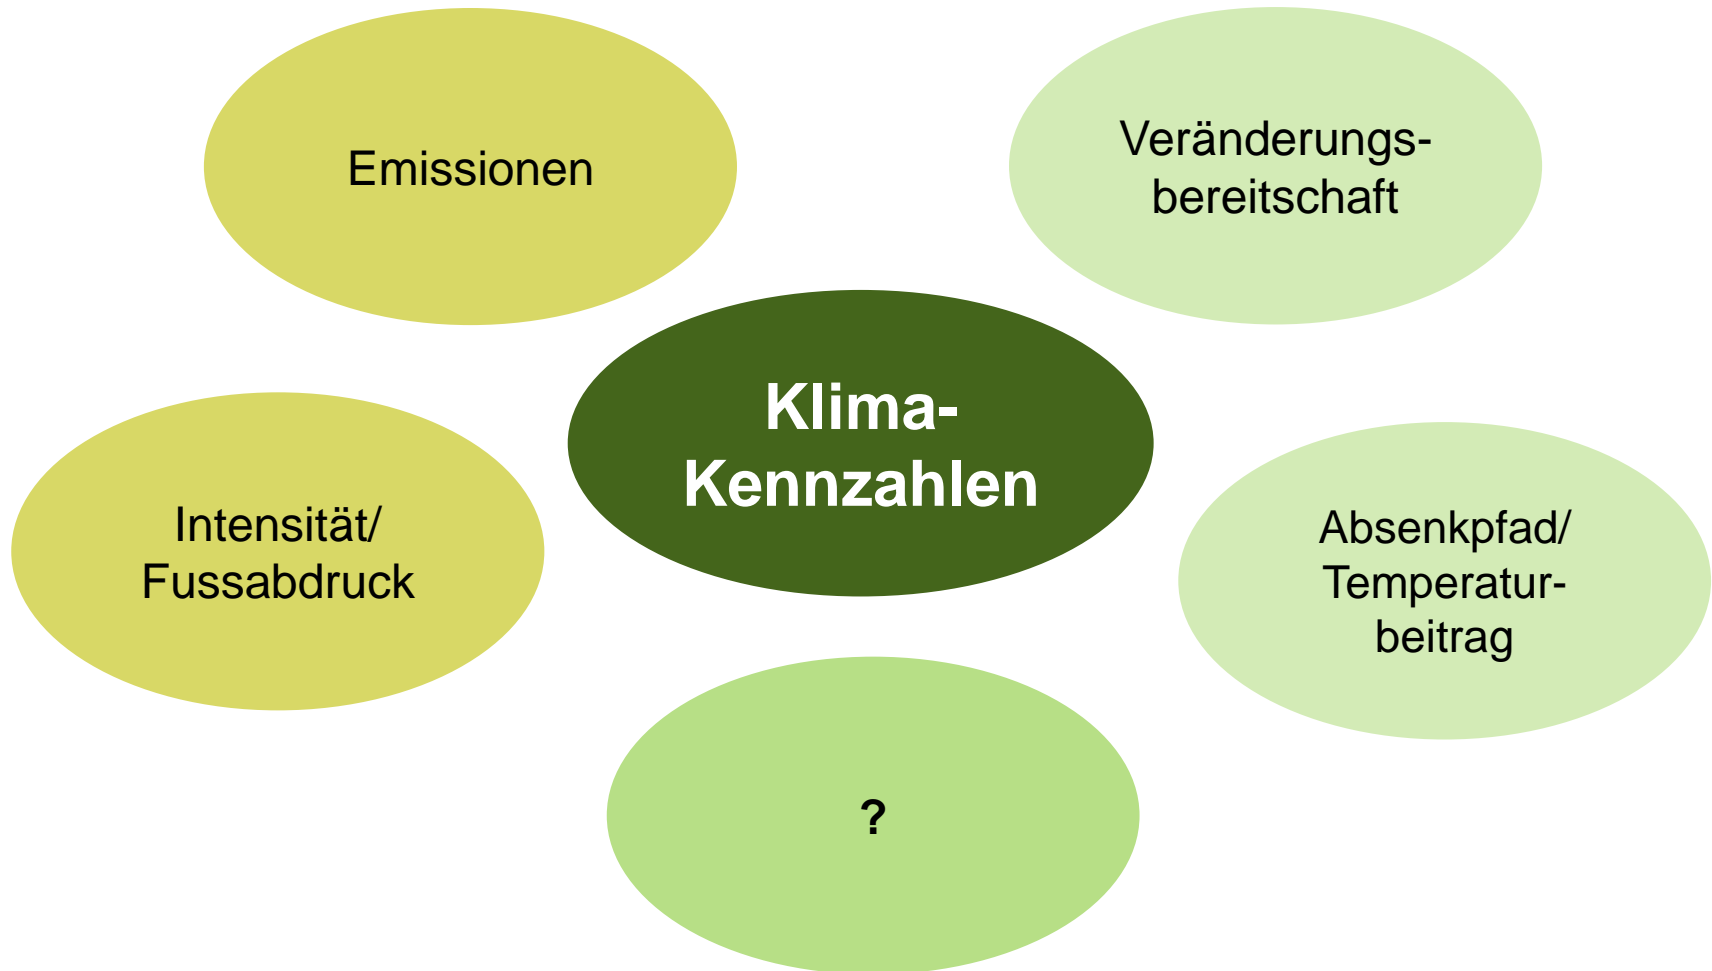 Emissionen
Veränderungs-
bereitschaft
Klima-
Kennzahlen
Intensität/
Fussabdruck
Absenkpfad/
Temperatur-
beitrag
?